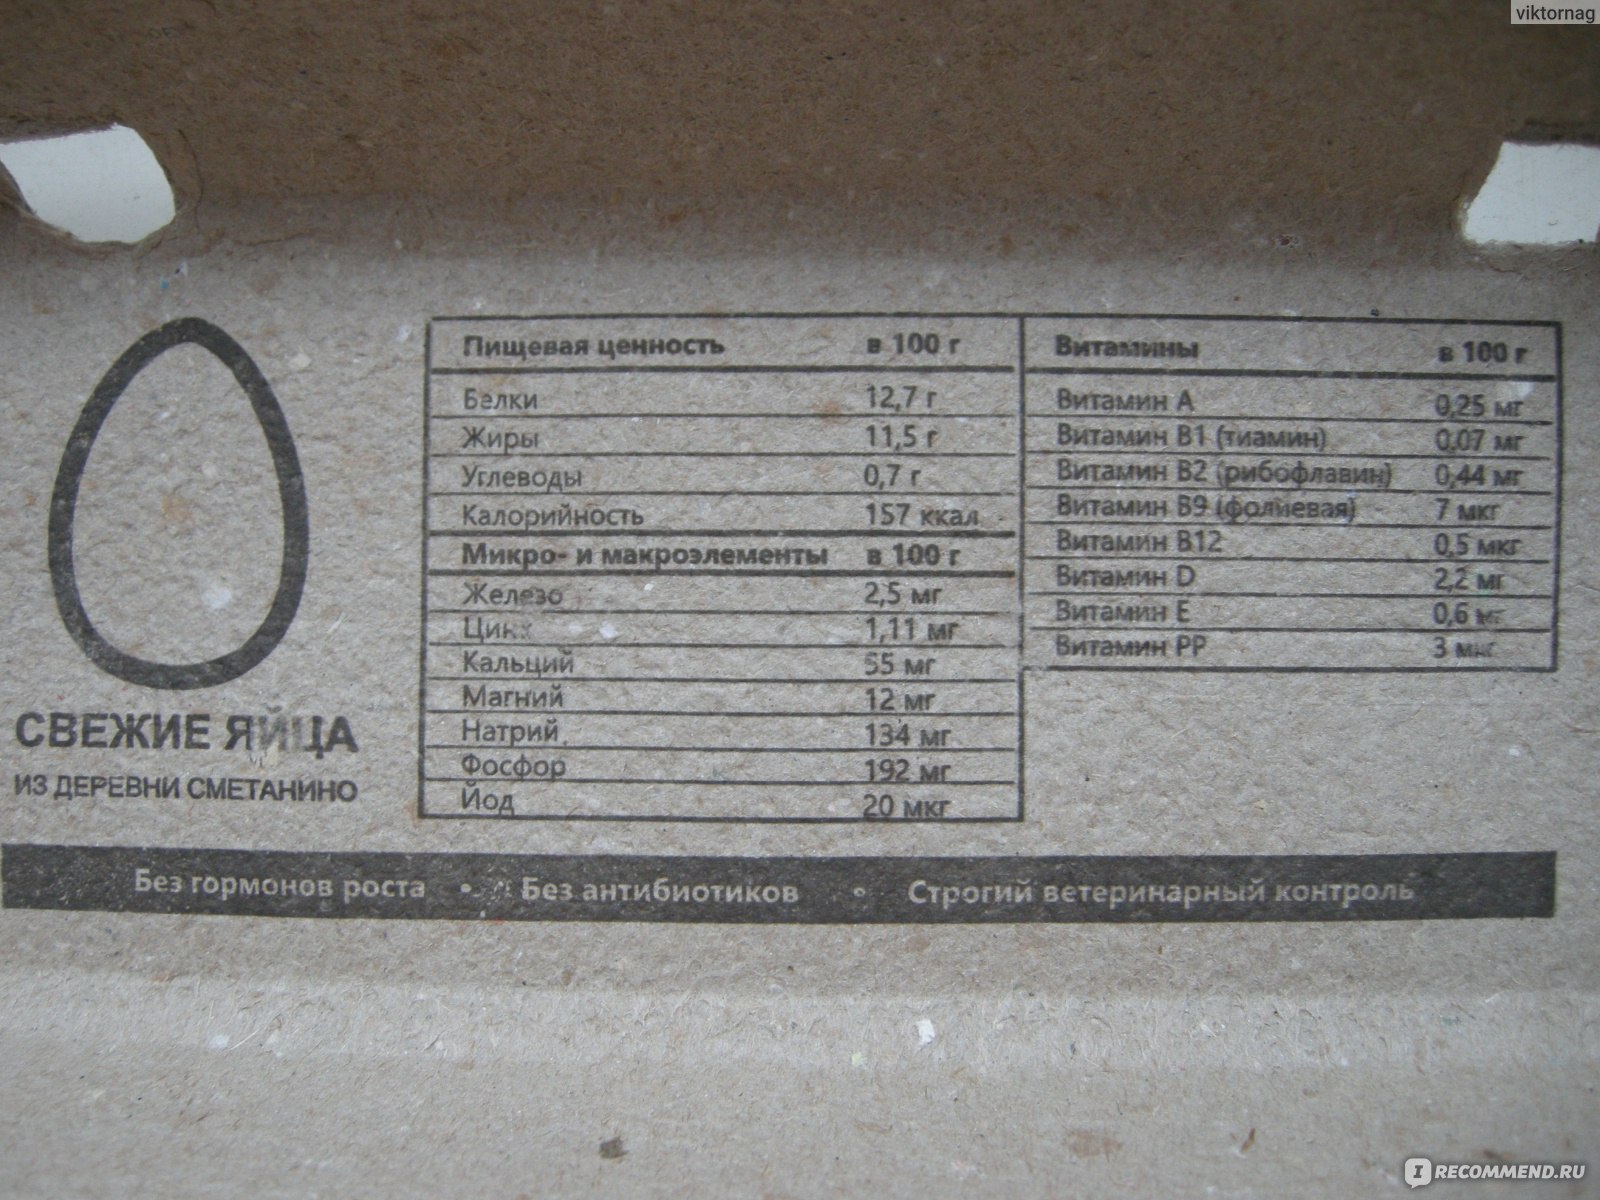 viktornag
Пищевая ценность в 100 г
Белки 12,7 г
Жиры 11,5 г
Углеводы 0,7 г
Калорийность 157 ккал
Микро- и макроэлементы в 100 г
Железо 2,5 мг
Цинк 1,11 мг
Кальций 55 мг
Магний 12 мг
Натрий 134 мг
Фосфор 192 мг
Йод 20 мкг
Витамины в 100 г
Витамин А 0,25 мг
Витамин В1 (тиамин) 0,07 мг
Витамин В2 (рибофлавин) 0,44 мг
Витамин В9 (фолиевая) 7 мкг
Витамин В12 0,5 мкг
Витамин D 2,2 мг
Витамин Е 0,6 мг
Витамин РР 3 мкг
СВЕЖИЕ ЯЙЦА
ИЗ ДЕРЕВНИ СМЕТАНИНО
Без гормонов роста • Без антибиотиков • Строгий ветеринарный контроль
IRECOMMEND.RU